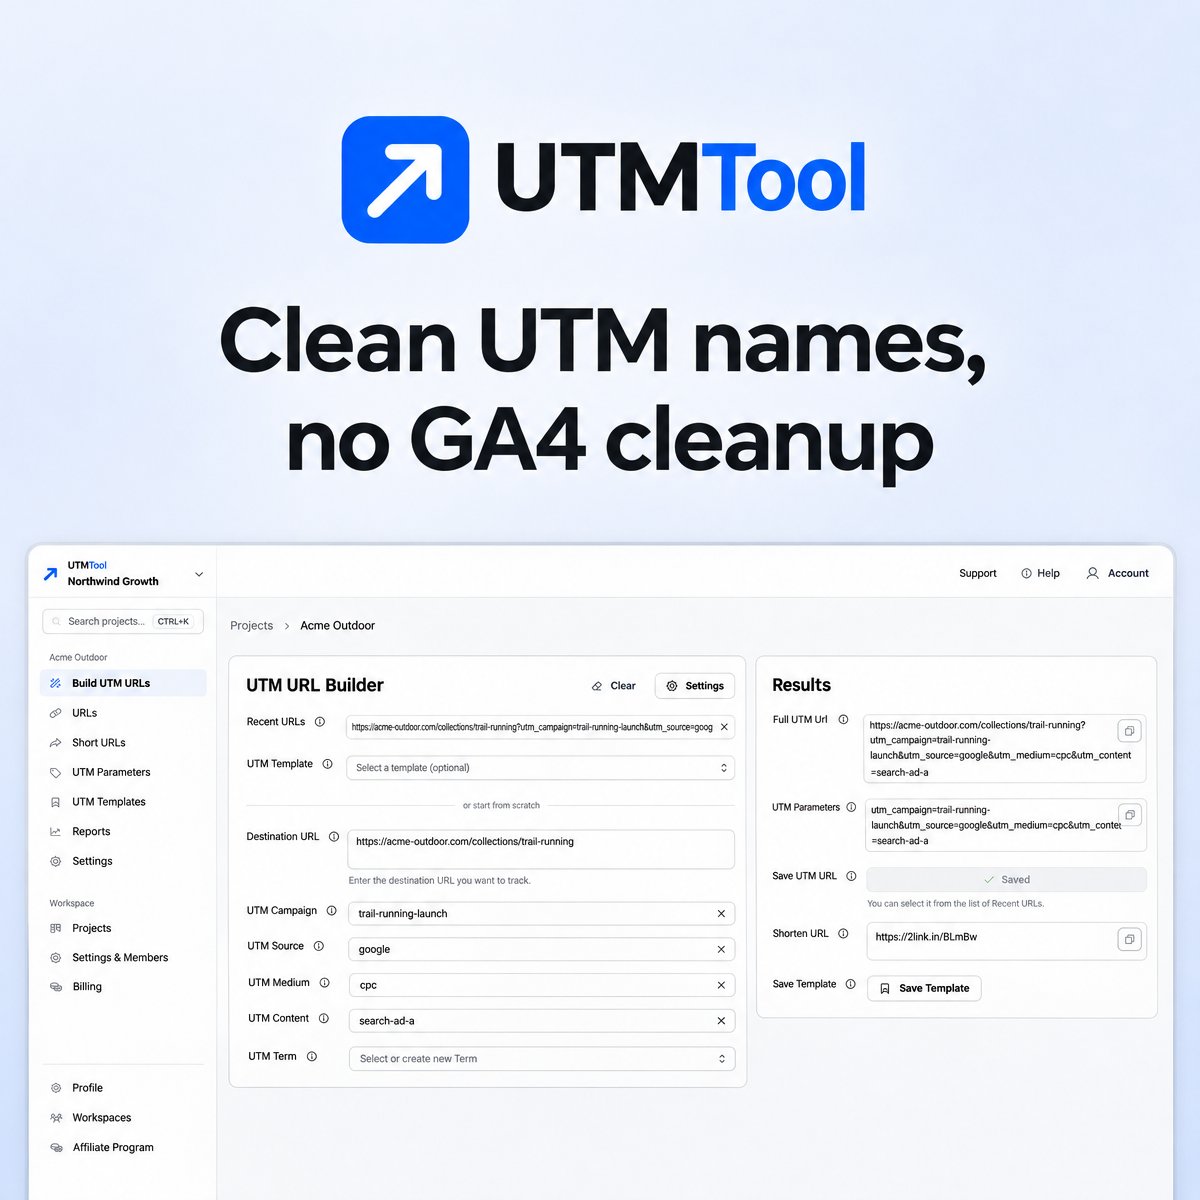 UTMTool
Clean UTM names,
no GA4 cleanup
UTMTool
Northwind Growth
Support
Help
Account
Search projects...
CTRL+K
Projects > Acme Outdoor
Acme Outdoor
Build UTM URLs
URLs
Short URLs
UTM Parameters
UTM Templates
Reports
Settings
Workspace
Projects
Settings & Members
Billing
Profile
Workspaces
Affiliate Program
UTM URL Builder
Clear
Settings
Recent URLs
https://acme-outdoor.com/collections/trail-running?utm_campaign=trail-running-launch&utm_source=goog
UTM Template
Select a template (optional)
or start from scratch
Destination URL
https://acme-outdoor.com/collections/trail-running
Enter the destination URL you want to track.
UTM Campaign
trail-running-launch
UTM Source
google
UTM Medium
cpc
UTM Content
search-ad-a
UTM Term
Select or create new Term
Results
Full UTM Url
https://acme-outdoor.com/collections/trail-running?
utm_campaign=trail-running-
launch&utm_source=google&utm_medium=cpc&utm_content
=search-ad-a
UTM Parameters
utm_campaign=trail-running-
launch&utm_source=google&utm_medium=cpc&utm_conter
=search-ad-a
Save UTM URL
Saved
You can select it from the list of Recent URLs.
Shorten URL
https://2link.in/BLmBw
Save Template
Save Template